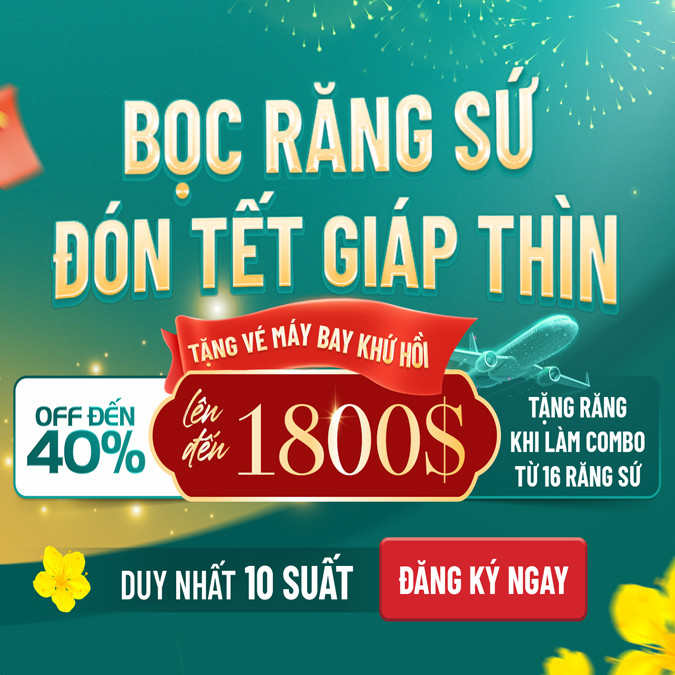 BỌC RĂNG SỨ
ĐÓN TẾT GIÁP THÌN
TẶNG VÉ MÁY BAY KHỨ HỒI
OFF ĐẾN
40%
lên
đến
1800$
TẶNG RĂNG
KHI LÀM COMBO
TỪ 16 RĂNG SỨ
DUY NHẤT 10 SUẤT
ĐĂNG KÝ NGAY